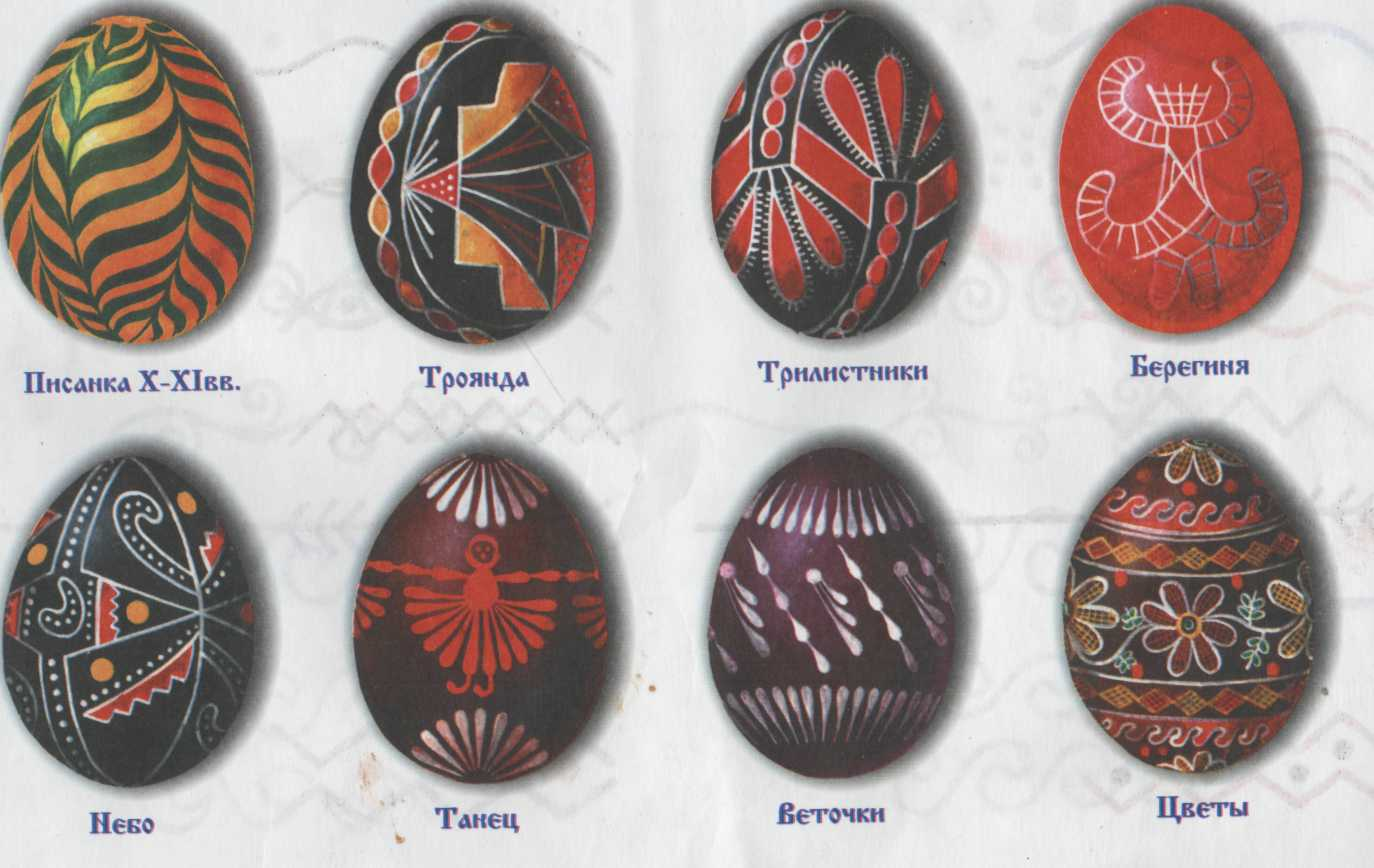 Писанка X-XIвв.
Троянда
Трилистники
Берегиня
Небо
Танец
Веточки
Цветы